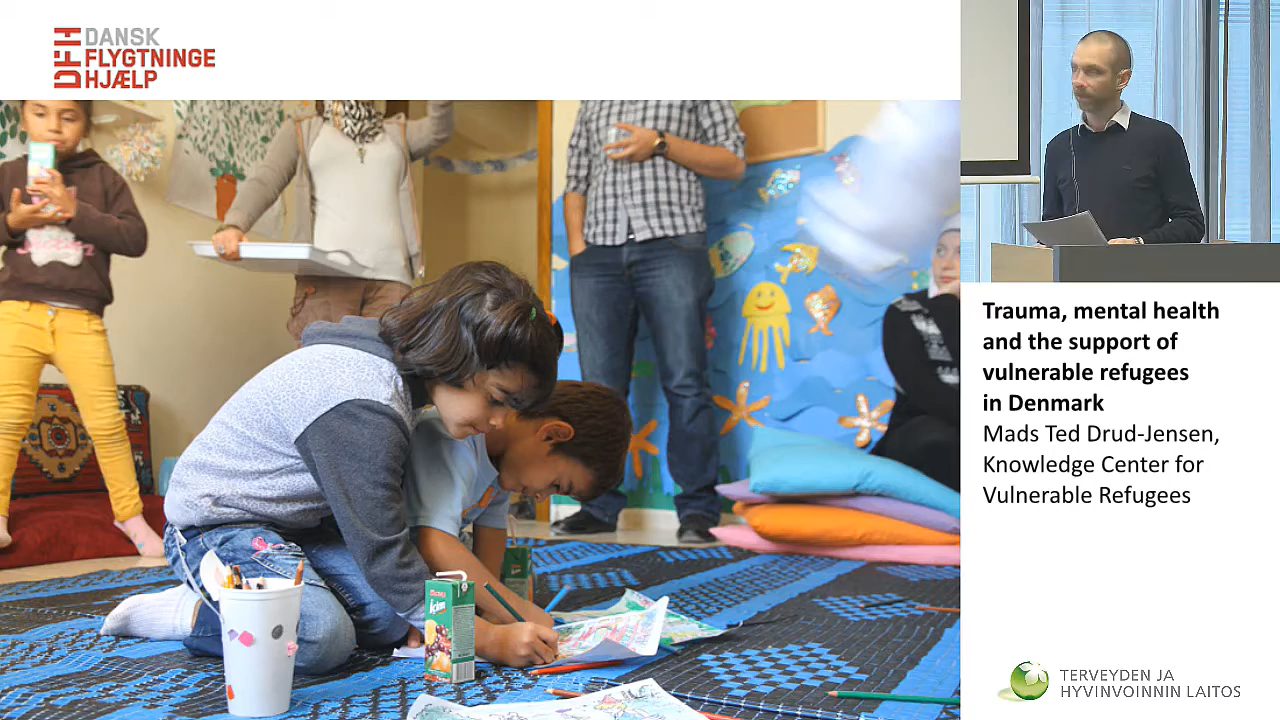 DFH
DANSK
FLYGTNINGE
HJÆLP
Trauma, mental health
and the support of
vulnerable refugees
in Denmark
Mads Ted Drud-Jensen,
Knowledge Center for
Vulnerable Refugees
TERVEYDEN JA
HYVINVOINNIN LAITOS